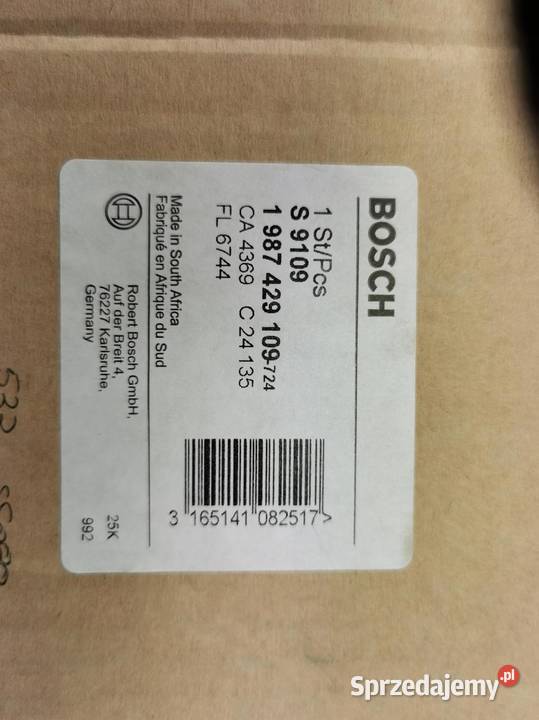 BOSCH
1 St/Pcs
S 9109
1 987 429 109-724
CA 4369 C 24 135
FL 6744
3 165141 082517 >
Made in South Africa
Fabriqué en Afrique du Sud
Robert Bosch GmbH,
Auf der Breit 4,
76227 Karlsruhe,
Germany
25K
992
Sprzedajemy.pl